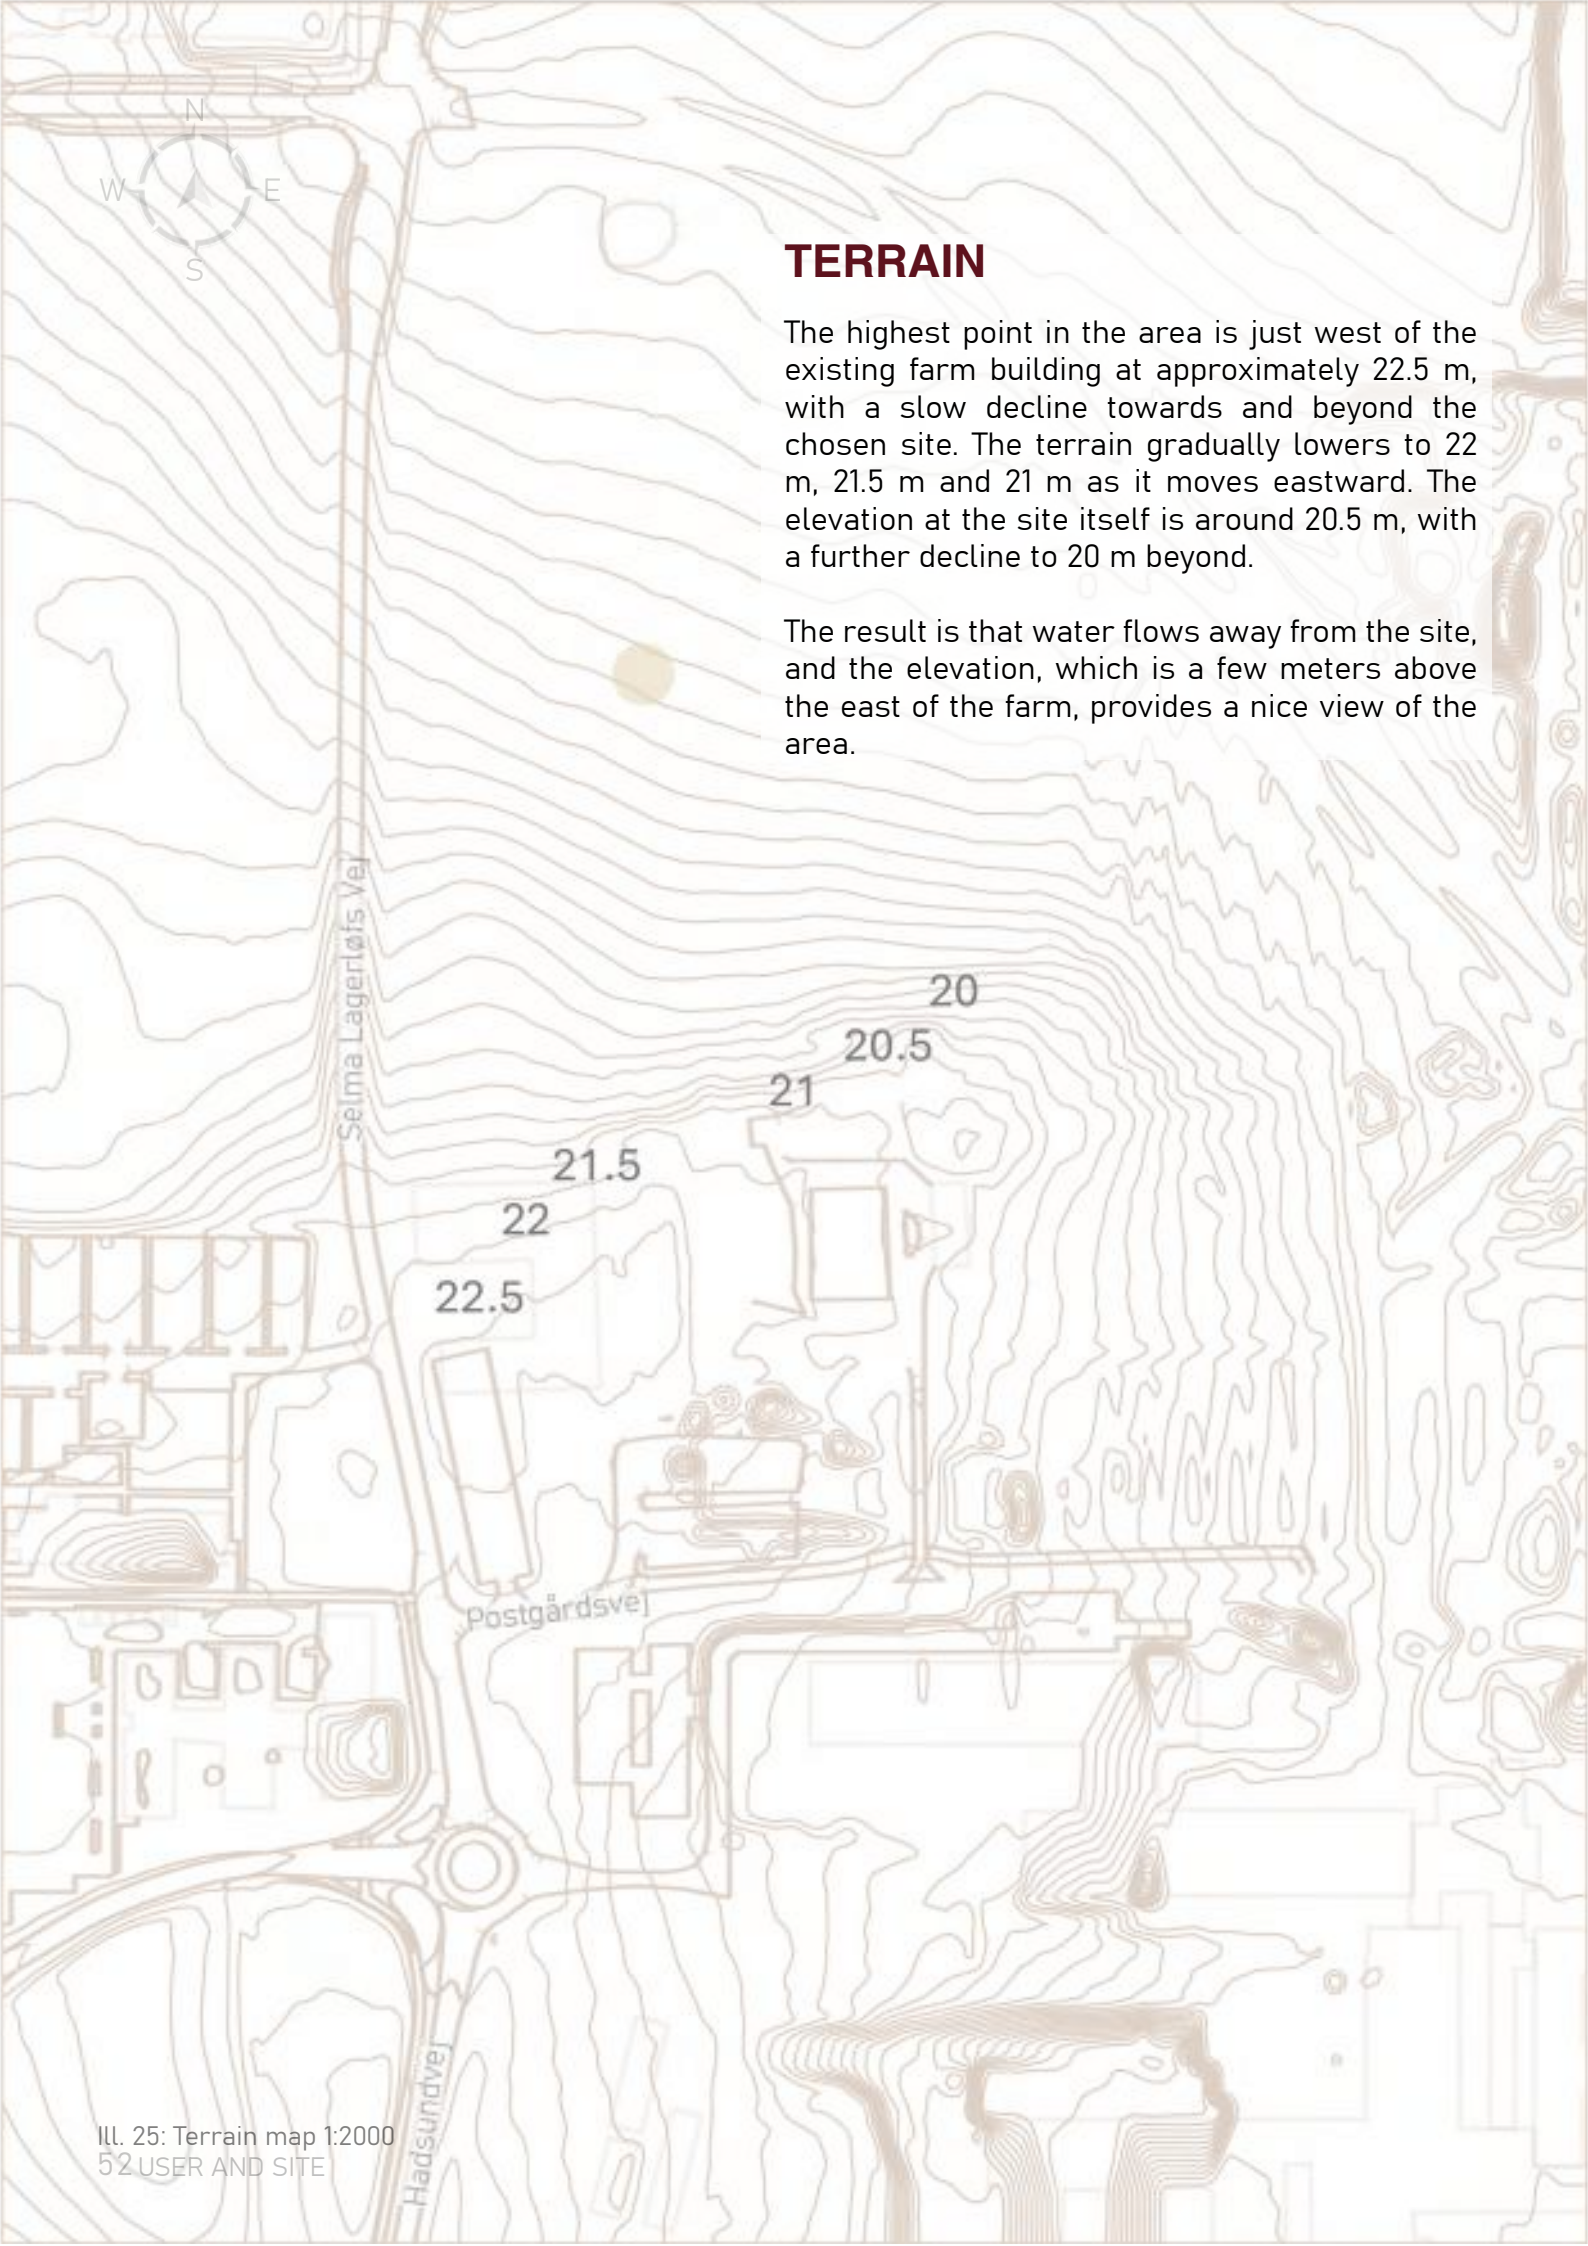 N
W E
S
TERRAIN
The highest point in the area is just west of the
existing farm building at approximately 22.5 m,
with a slow decline towards and beyond the
chosen site. The terrain gradually lowers to 22
m, 21.5 m and 21 m as it moves eastward. The
elevation at the site itself is around 20.5 m, with
a further decline to 20 m beyond.
The result is that water flows away from the site,
and the elevation, which is a few meters above
the east of the farm, provides a nice view of the
area.
Selma Lagerløfs Vej
20
20.5
21
21.5
22
22.5
Postgårdsvej
Hadsundvej
Ill. 25: Terrain map 1:2000
52 USER AND SITE